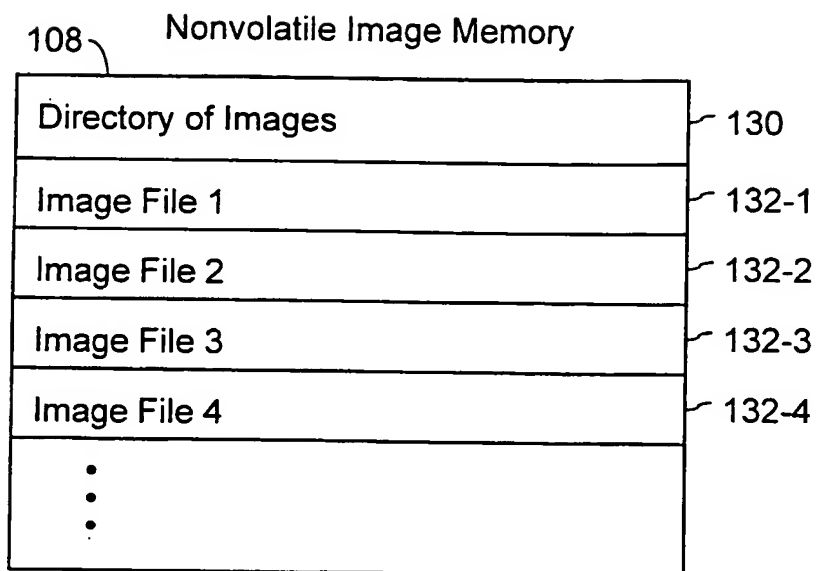 Nonvolatile Image Memory
108
Directory of Images 130
Image File 1 132-1
Image File 2 132-2
Image File 3 132-3
Image File 4 132-4